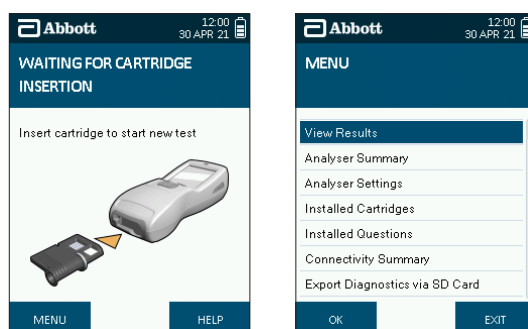 Abbott
12:00
30 APR 21
WAITING FOR CARTRIDGE
INSERTION
Insert cartridge to start new test
MENU
HELP
Abbott
12:00
30 APR 21
MENU
View Results
Analyser Summary
Analyser Settings
Installed Cartridges
Installed Questions
Connectivity Summary
Export Diagnostics via SD Card
OK
EXIT